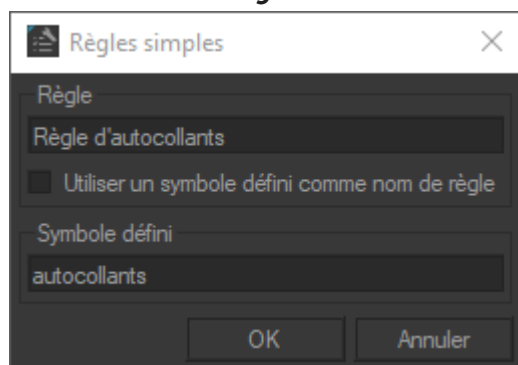 Règles simples
Règle
Règle d'autocollants
Utiliser un symbole défini comme nom de règle
Symbole défini
autocollants
OK
Annuler